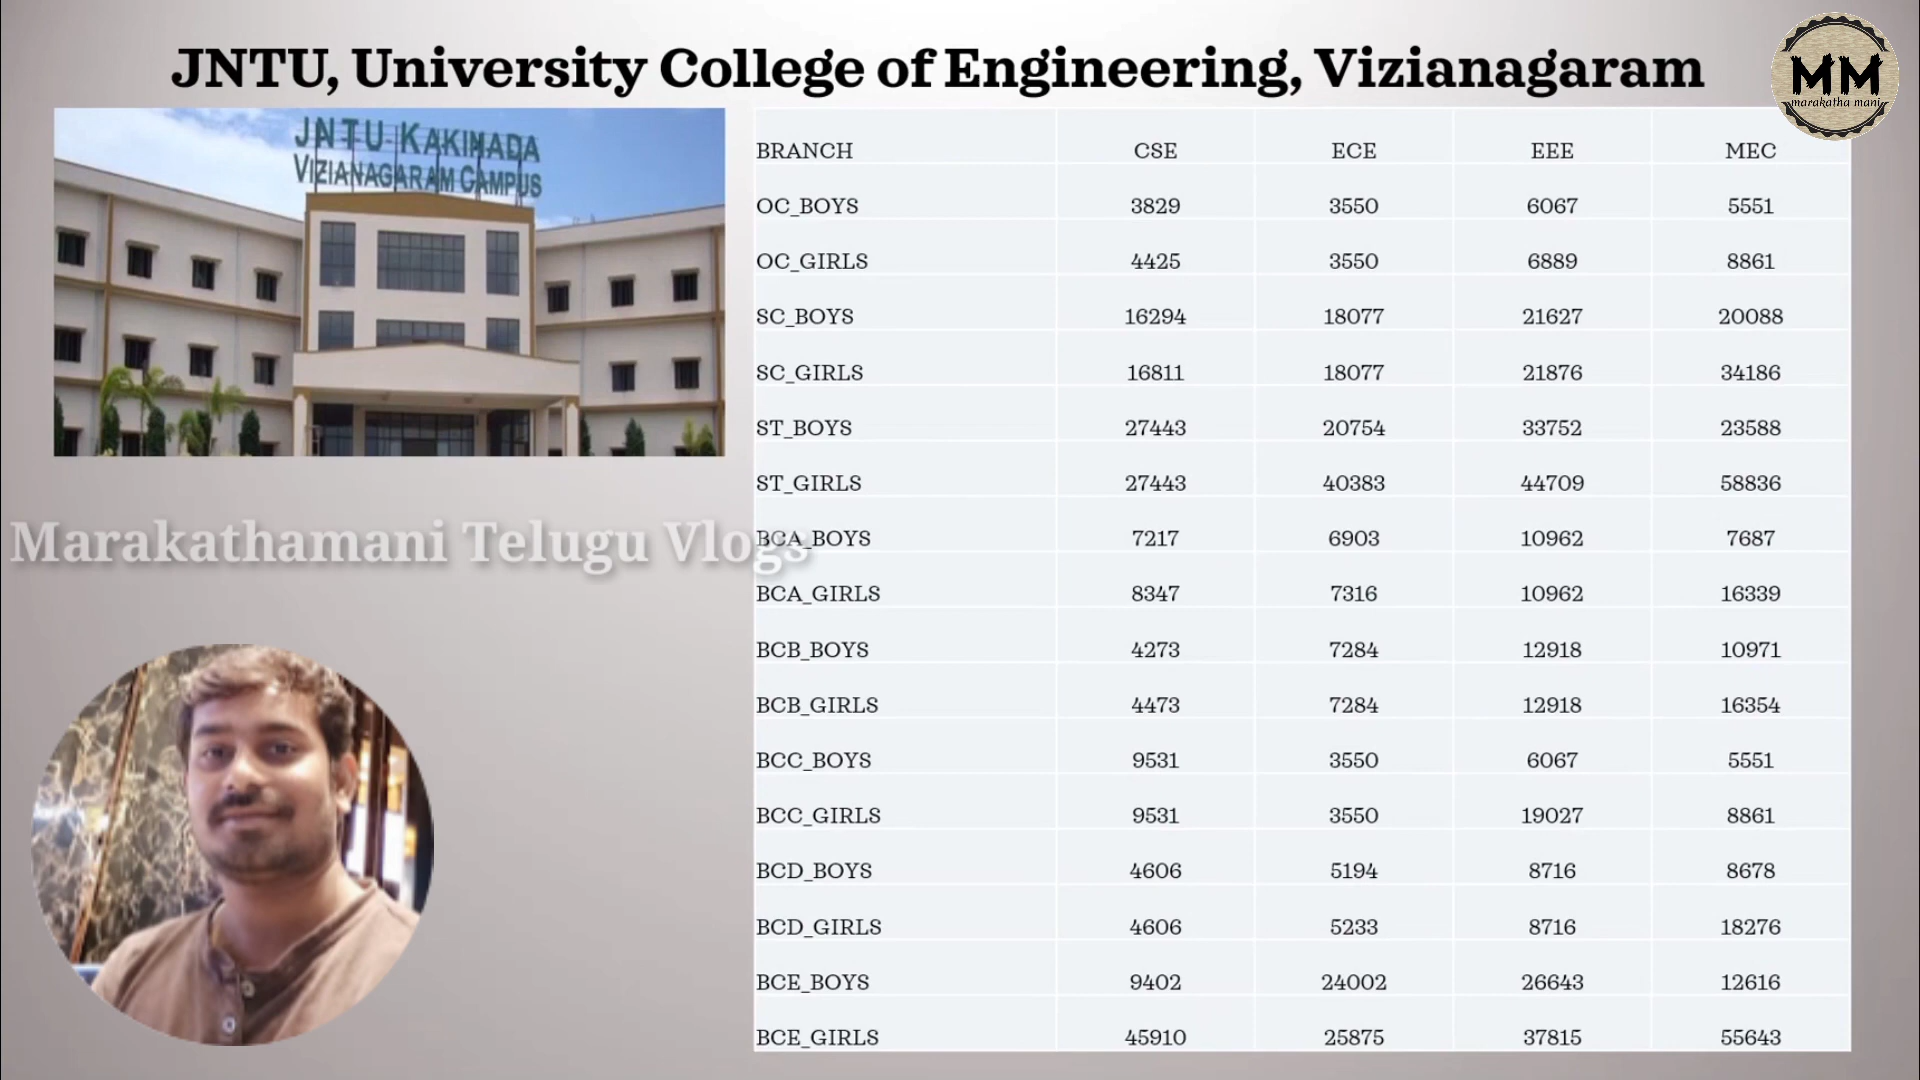 JNTU, University College of Engineering, Vizianagaram
MM
marakatha mani
JNTU KAKINADA
VIZIANAGARAM CAMPUS
BRANCH CSE ECE EEE MEC
OC_BOYS 3829 3550 6067 5551
OC_GIRLS 4425 3550 6889 8861
SC_BOYS 16294 18077 21627 20088
SC_GIRLS 16811 18077 21876 34186
ST_BOYS 27443 20754 33752 23588
ST_GIRLS 27443 40383 44709 58836
Marakathamani Telugu Vlogs
BCA_BOYS 7217 6903 10962 7687
BCA_GIRLS 8347 7316 10962 16339
BCB_BOYS 4273 7284 12918 10971
BCB_GIRLS 4473 7284 12918 16354
BCC_BOYS 9531 3550 6067 5551
BCC_GIRLS 9531 3550 19027 8861
BCD_BOYS 4606 5194 8716 8678
BCD_GIRLS 4606 5233 8716 18276
BCE_BOYS 9402 24002 26643 12616
BCE_GIRLS 45910 25875 37815 55643